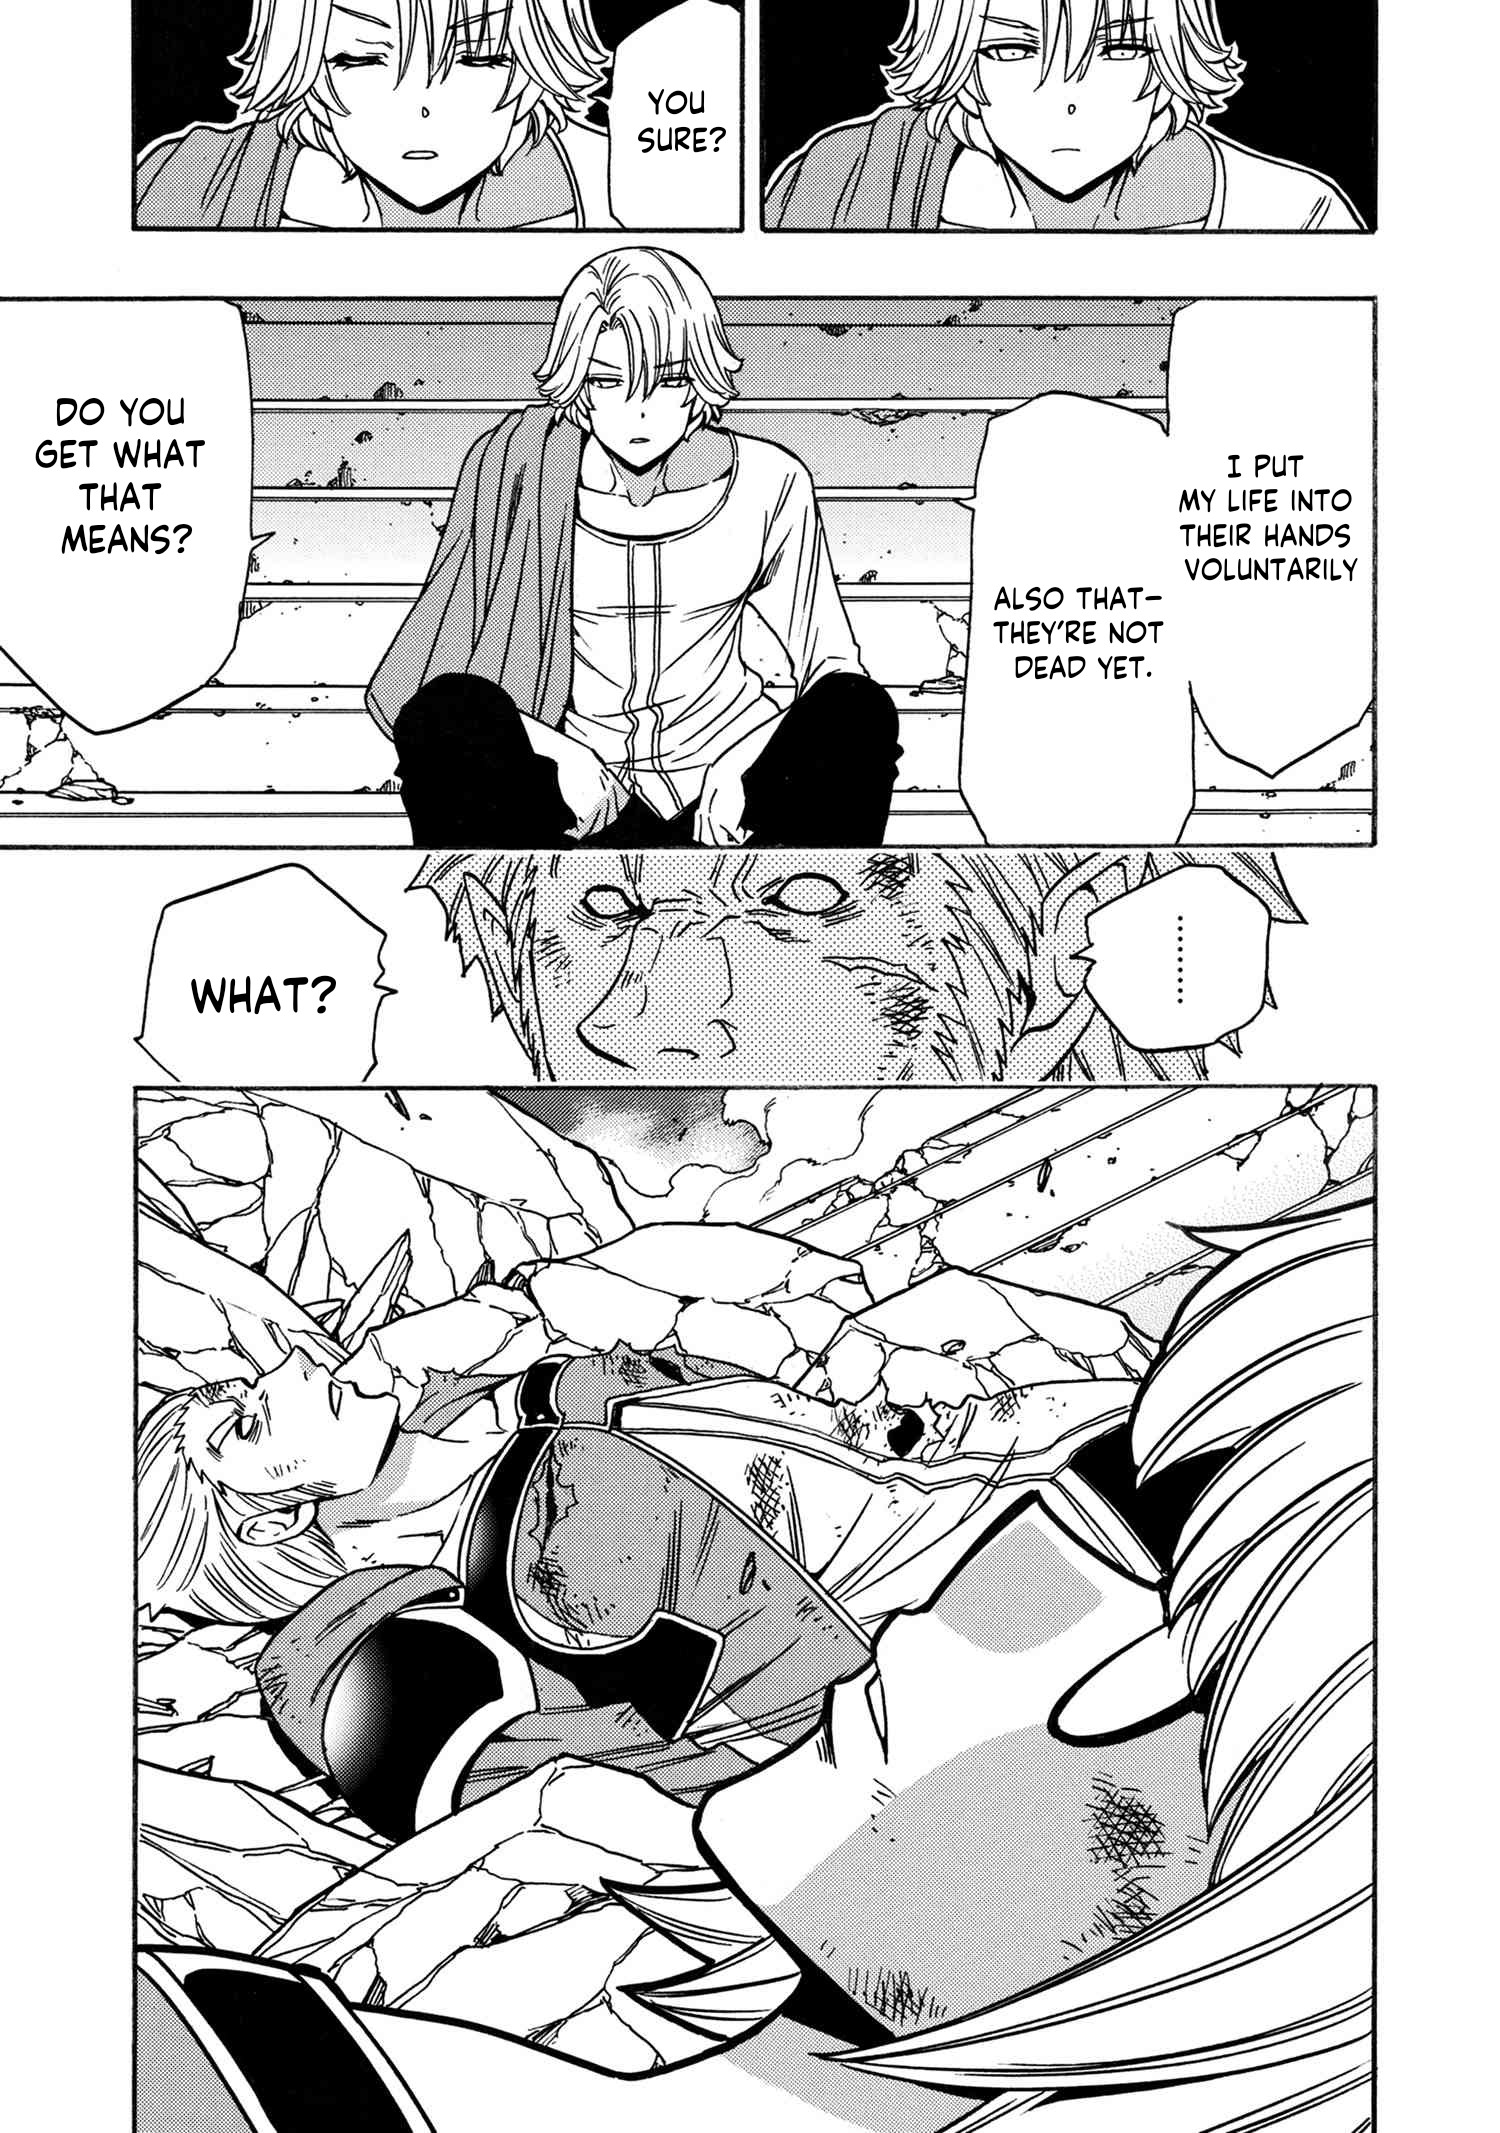 YOU
SURE?
I PUT
MY LIFE INTO
THEIR HANDS
VOLUNTARILY
ALSO THAT–
THEY'RE NOT
DEAD YET.
DO YOU
GET WHAT
THAT
MEANS?
.........
WHAT?